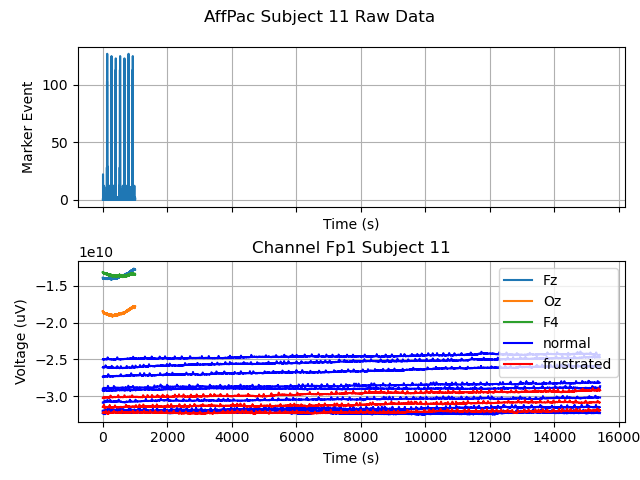 AffPac Subject 11 Raw Data
100
50
0
Marker Event
Time (s)
Channel Fp1 Subject 11
1e10
−1.5
−2.0
−2.5
−3.0
Voltage (uV)
Fz
Oz
F4
normal
frustrated
0 2000 4000 6000 8000 10000 12000 14000 16000
Time (s)